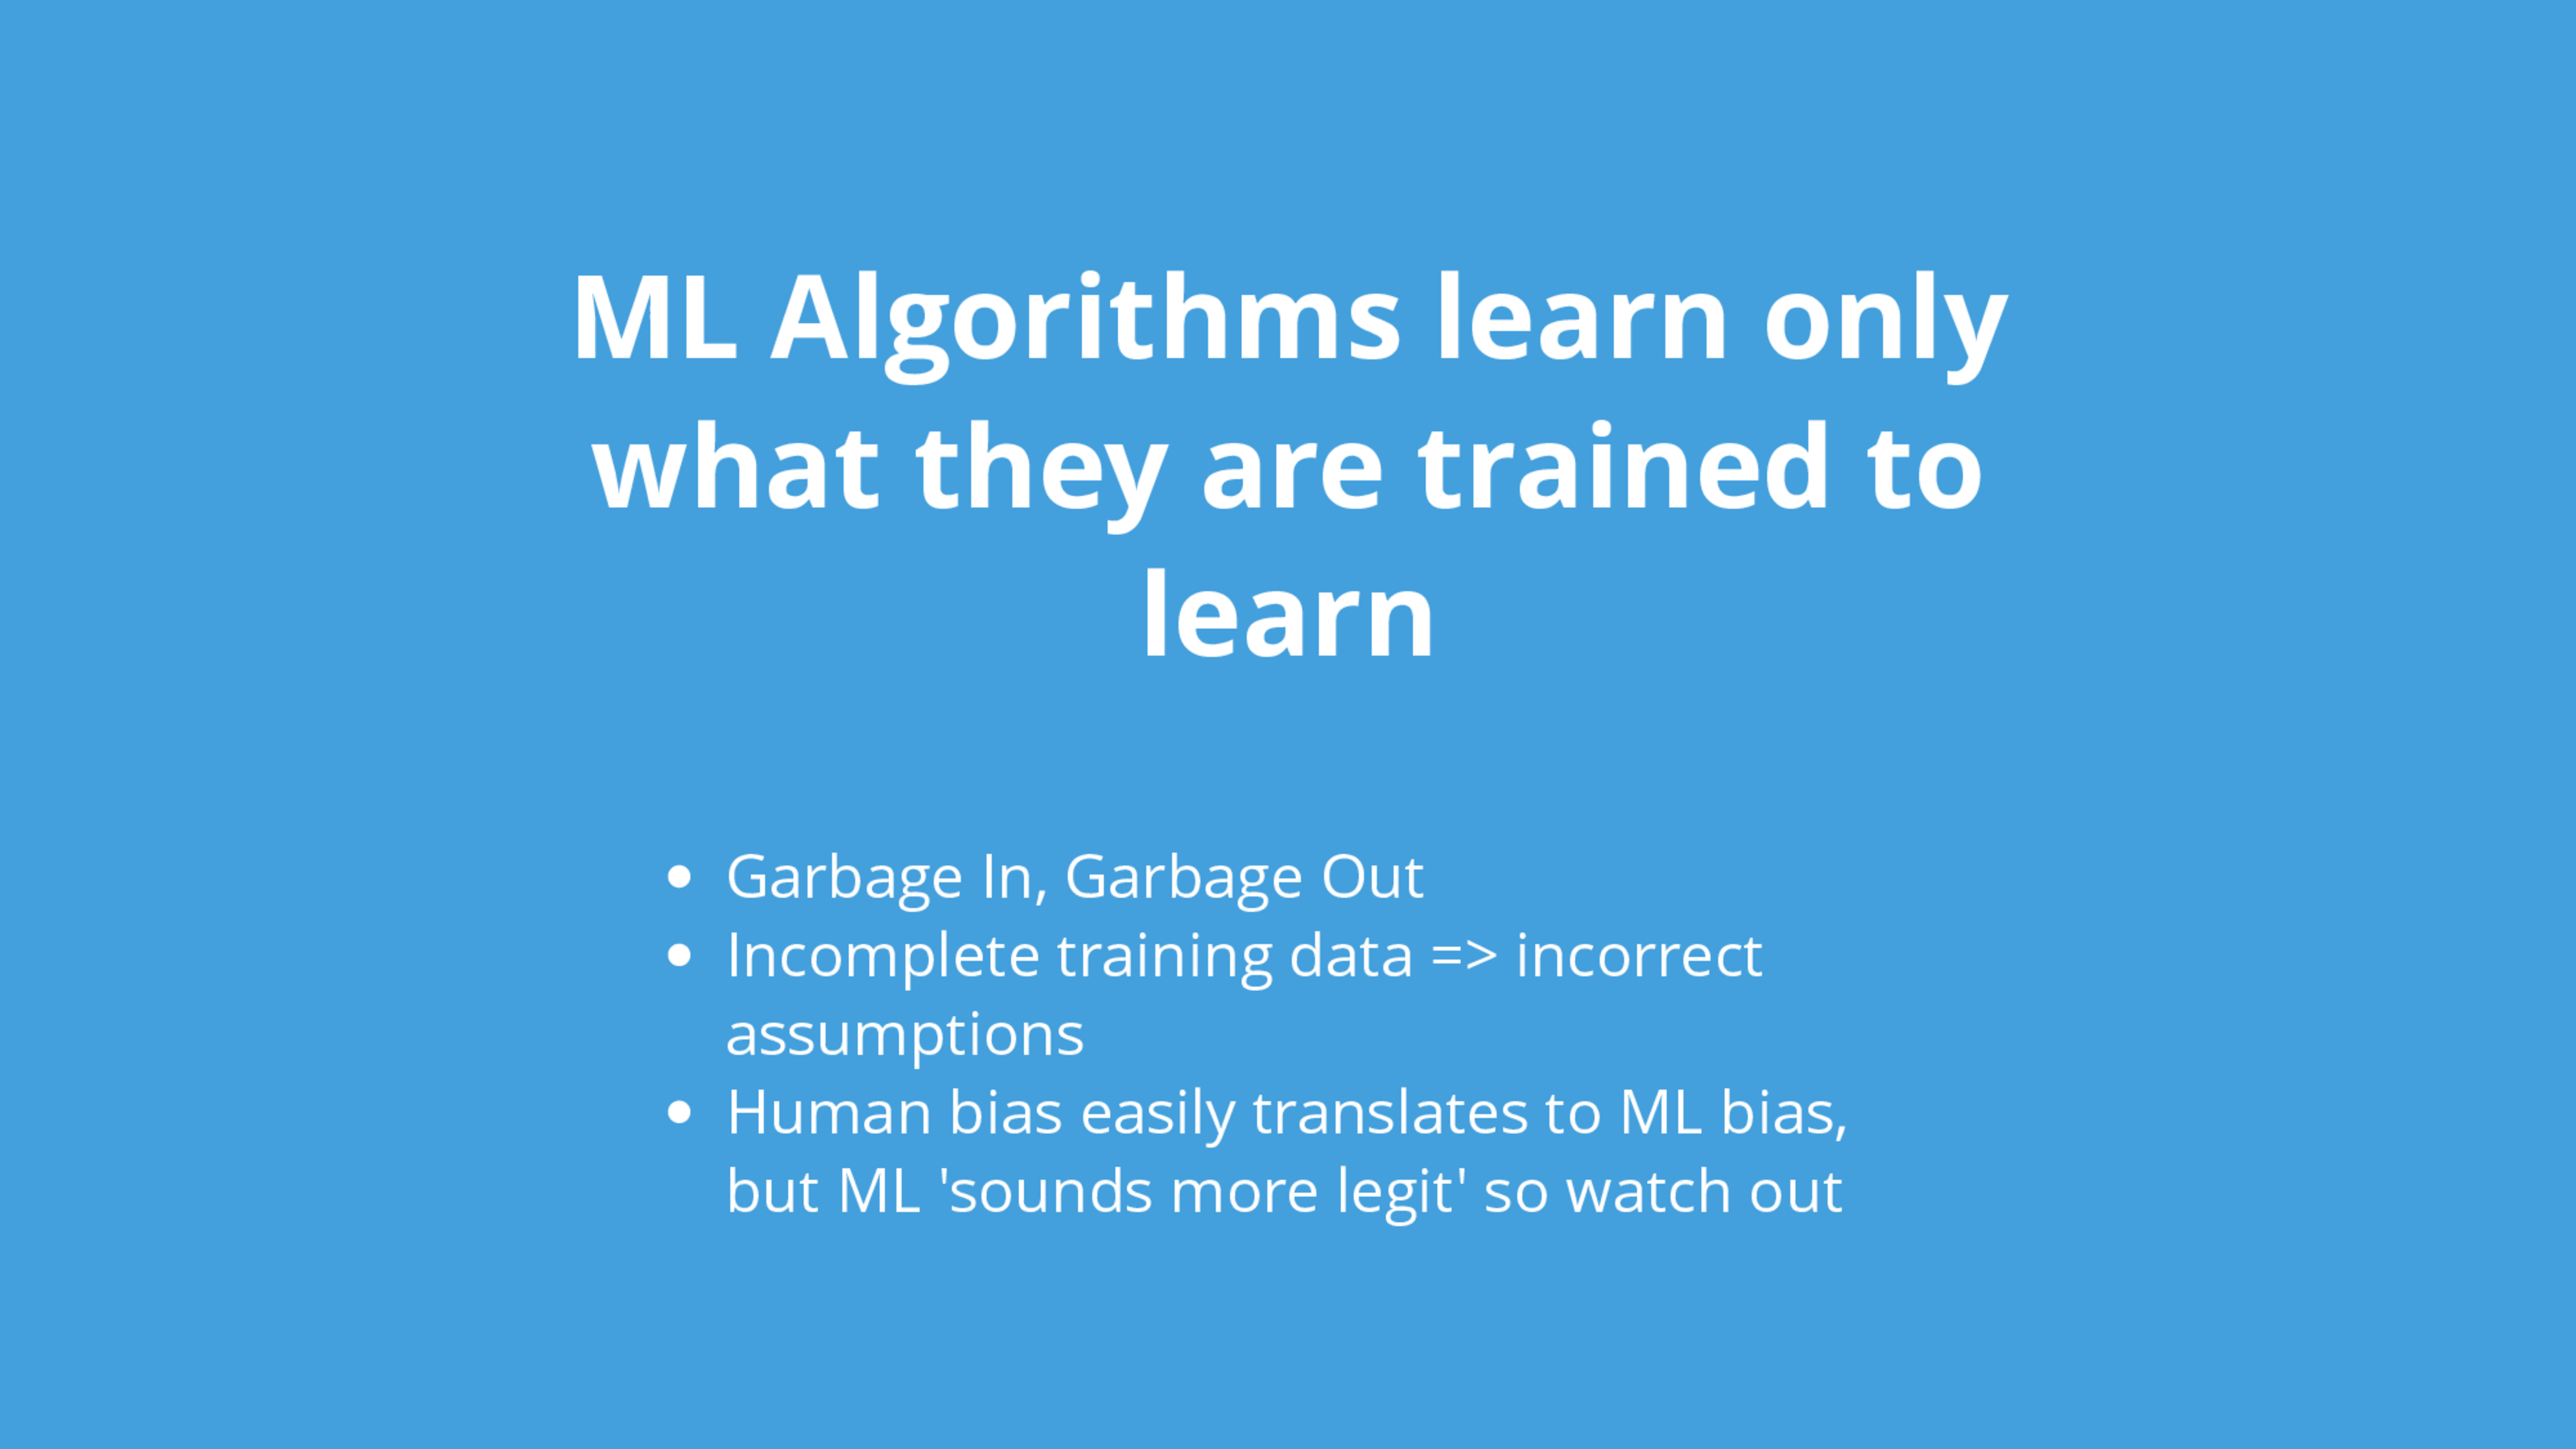 ML Algorithms learn only
what they are trained to
learn
• Garbage In, Garbage Out
• Incomplete training data => incorrect
assumptions
• Human bias easily translates to ML bias,
but ML 'sounds more legit' so watch out